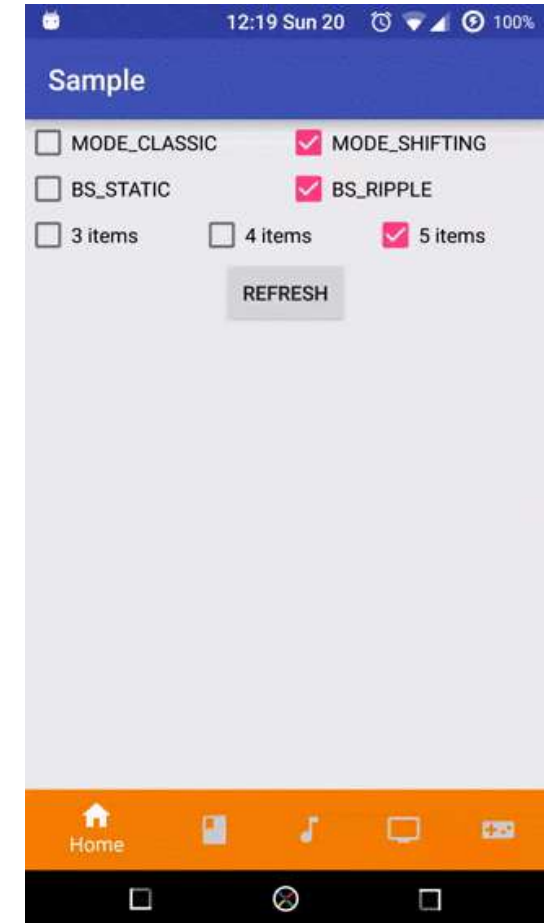 12:19 Sun 20 100%
Sample
MODE_CLASSIC MODE_SHIFTING
BS_STATIC BS_RIPPLE
3 items 4 items 5 items
REFRESH
Home